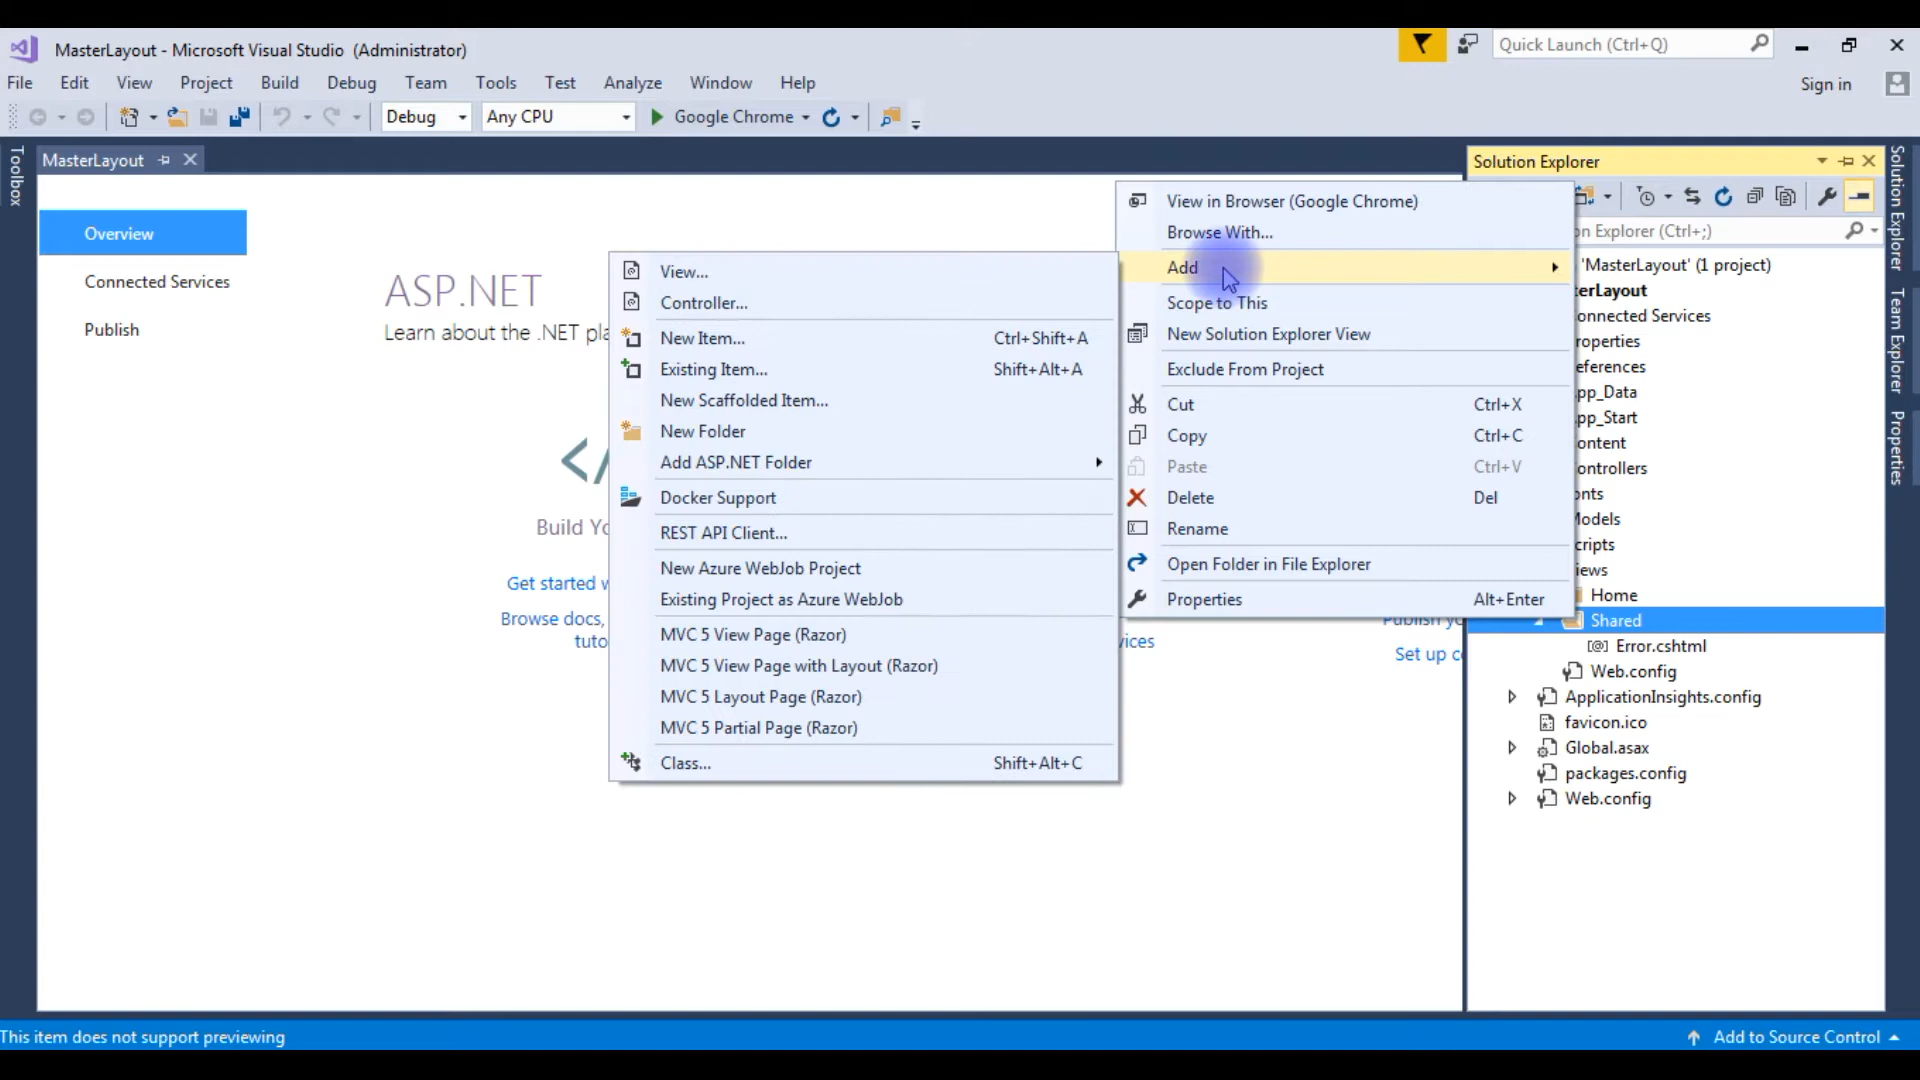 MasterLayout - Microsoft Visual Studio (Administrator)
Quick Launch (Ctrl+Q)
File Edit View Project Build Debug Team Tools Test Analyze Window Help
Sign in
Debug Any CPU Google Chrome
Toolbox
MasterLayout
Overview
Connected Services
Publish
ASP.NET
Learn about the .NET pla
Build Yo
Get started w
Browse docs,
tuto
vices
Publish yo
Set up co
View...
Controller...
New Item... Ctrl+Shift+A
Existing Item... Shift+Alt+A
New Scaffolded Item...
New Folder
Add ASP.NET Folder
Docker Support
REST API Client...
New Azure WebJob Project
Existing Project as Azure WebJob
MVC 5 View Page (Razor)
MVC 5 View Page with Layout (Razor)
MVC 5 Layout Page (Razor)
MVC 5 Partial Page (Razor)
Class... Shift+Alt+C
View in Browser (Google Chrome)
Browse With...
Add
Scope to This
New Solution Explorer View
Exclude From Project
Cut Ctrl+X
Copy Ctrl+C
Paste Ctrl+V
Delete Del
Rename
Open Folder in File Explorer
Properties Alt+Enter
Solution Explorer
on Explorer (Ctrl+;)
'MasterLayout' (1 project)
terLayout
onnected Services
roperties
eferences
pp_Data
pp_Start
ontent
ontrollers
onts
Models
cripts
iews
Home
Shared
Error.cshtml
Web.config
ApplicationInsights.config
favicon.ico
Global.asax
packages.config
Web.config
Solution Explorer
Team Explorer
Properties
This item does not support previewing
Add to Source Control